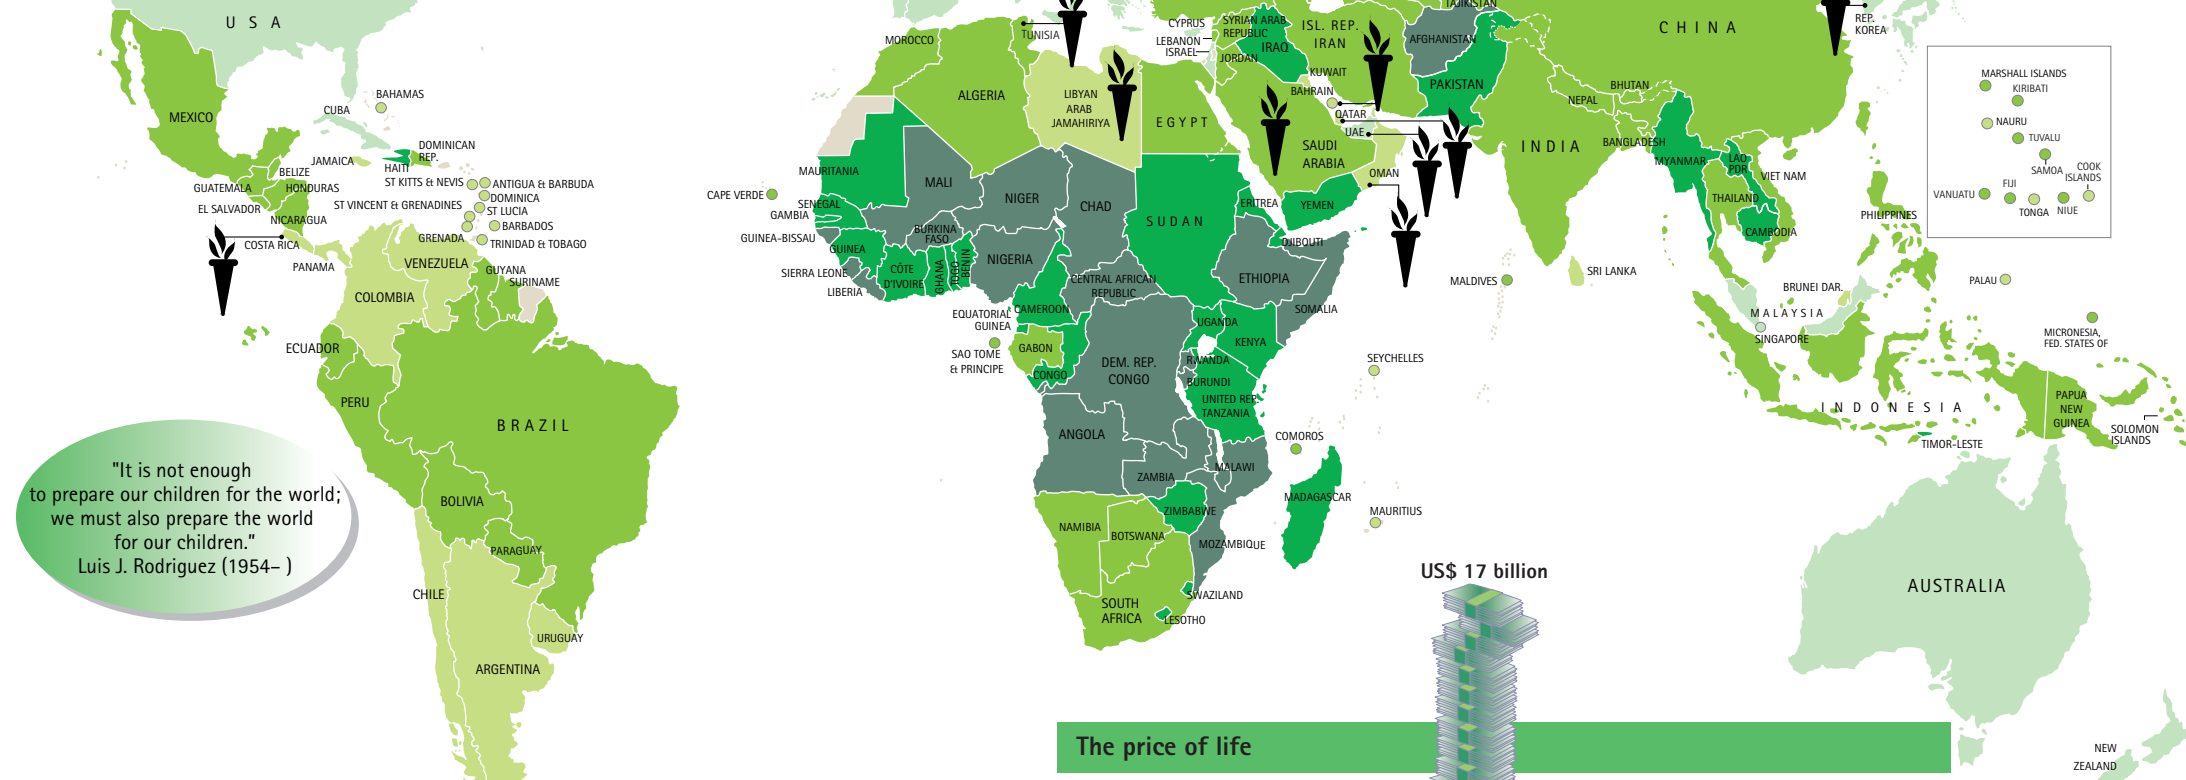 U S A
MEXICO
CUBA
BAHAMAS
JAMAICA
HAITI
DOMINICAN
REP.
BELIZE
GUATEMALA
HONDURAS
EL SALVADOR
NICARAGUA
COSTA RICA
PANAMA
ST KITTS & NEVIS
ANTIGUA & BARBUDA
DOMINICA
ST VINCENT & GRENADINES
ST LUCIA
BARBADOS
GRENADA
TRINIDAD & TOBAGO
VENEZUELA
GUYANA
SURINAME
COLOMBIA
ECUADOR
PERU
BRAZIL
BOLIVIA
PARAGUAY
CHILE
URUGUAY
ARGENTINA
"It is not enough
to prepare our children for the world;
we must also prepare the world
for our children."
Luis J. Rodriguez (1954– )
MOROCCO
TUNISIA
ALGERIA
LIBYAN
ARAB
JAMAHIRIYA
EGYPT
CYPRUS
LEBANON
ISRAEL
SYRIAN ARAB
REPUBLIC
JORDAN
IRAQ
ISL. REP.
IRAN
KUWAIT
BAHRAIN
QATAR
UAE
SAUDI
ARABIA
OMAN
YEMEN
TAJIKISTAN
AFGHANISTAN
PAKISTAN
CAPE VERDE
MAURITANIA
MALI
NIGER
CHAD
SUDAN
ERITREA
DJIBOUTI
SENEGAL
GAMBIA
GUINEA-BISSAU
GUINEA
SIERRA LEONE
LIBERIA
CÔTE
D'IVOIRE
GHANA
TOGO
BENIN
BURKINA
FASO
NIGERIA
CAMEROON
CENTRAL AFRICAN
REPUBLIC
ETHIOPIA
SOMALIA
EQUATORIAL
GUINEA
SAO TOME
& PRINCIPE
GABON
CONGO
DEM. REP.
CONGO
UGANDA
KENYA
RWANDA
BURUNDI
UNITED REP.
TANZANIA
ANGOLA
ZAMBIA
MALAWI
ZIMBABWE
MOZAMBIQUE
NAMIBIA
BOTSWANA
SOUTH
AFRICA
SWAZILAND
LESOTHO
COMOROS
MADAGASCAR
SEYCHELLES
MAURITIUS
CHINA
REP.
KOREA
NEPAL
BHUTAN
BANGLADESH
INDIA
MYANMAR
LAO
PDR
VIET NAM
THAILAND
CAMBODIA
PHILIPPINES
SRI LANKA
MALDIVES
BRUNEI DAR.
MALAYSIA
SINGAPORE
INDONESIA
TIMOR-LESTE
PALAU
MICRONESIA,
FED. STATES OF
PAPUA
NEW
GUINEA
SOLOMON
ISLANDS
MARSHALL ISLANDS
KIRIBATI
NAURU
TUVALU
SAMOA
COOK
ISLANDS
VANUATU
FIJI
TONGA
NIUE
AUSTRALIA
NEW
ZEALAND
US$ 17 billion
The price of life